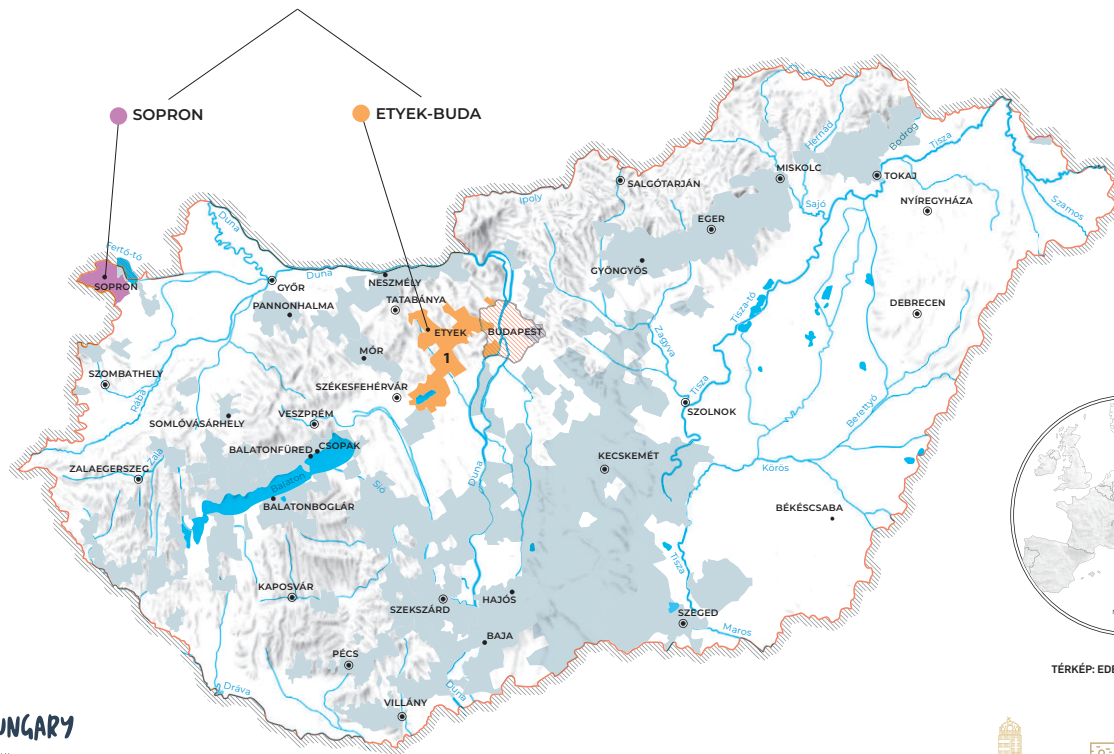 SOPRON
ETYEK-BUDA
Hernád
Bodrog
Tisza
MISKOLC
TOKAJ
SALGÓTARJÁN
Ipoly
Sajó
NYÍREGYHÁZA
Szamos
EGER
Duna
Fertő-tó
GYÖNGYÖS
SOPRON
GYŐR
Duna
NESZMÉLY
TATABÁNYA
PANNONHALMA
Tisza-tó
DEBRECEN
ETYEK
BUDAPEST
Zagyva
MÓR
1
SZOMBATHELY
SZÉKESFEHÉRVÁR
Tisza
Rába
SZOLNOK
SOMLÓVÁSÁRHELY
VESZPRÉM
Berettyó
BALATONFÜRED
CSOPAK
ZALAEGERSZEG
Zala
KECSKEMÉT
Körös
Duna
Balaton
Sió
BALATONBOGLÁR
BÉKÉSCSABA
Tisza
KAPOSVÁR
HAJÓS
SZEKSZÁRD
SZEGED
Maros
BAJA
PÉCS
TÉRKÉP:
Dráva
Duna
VILLÁNY